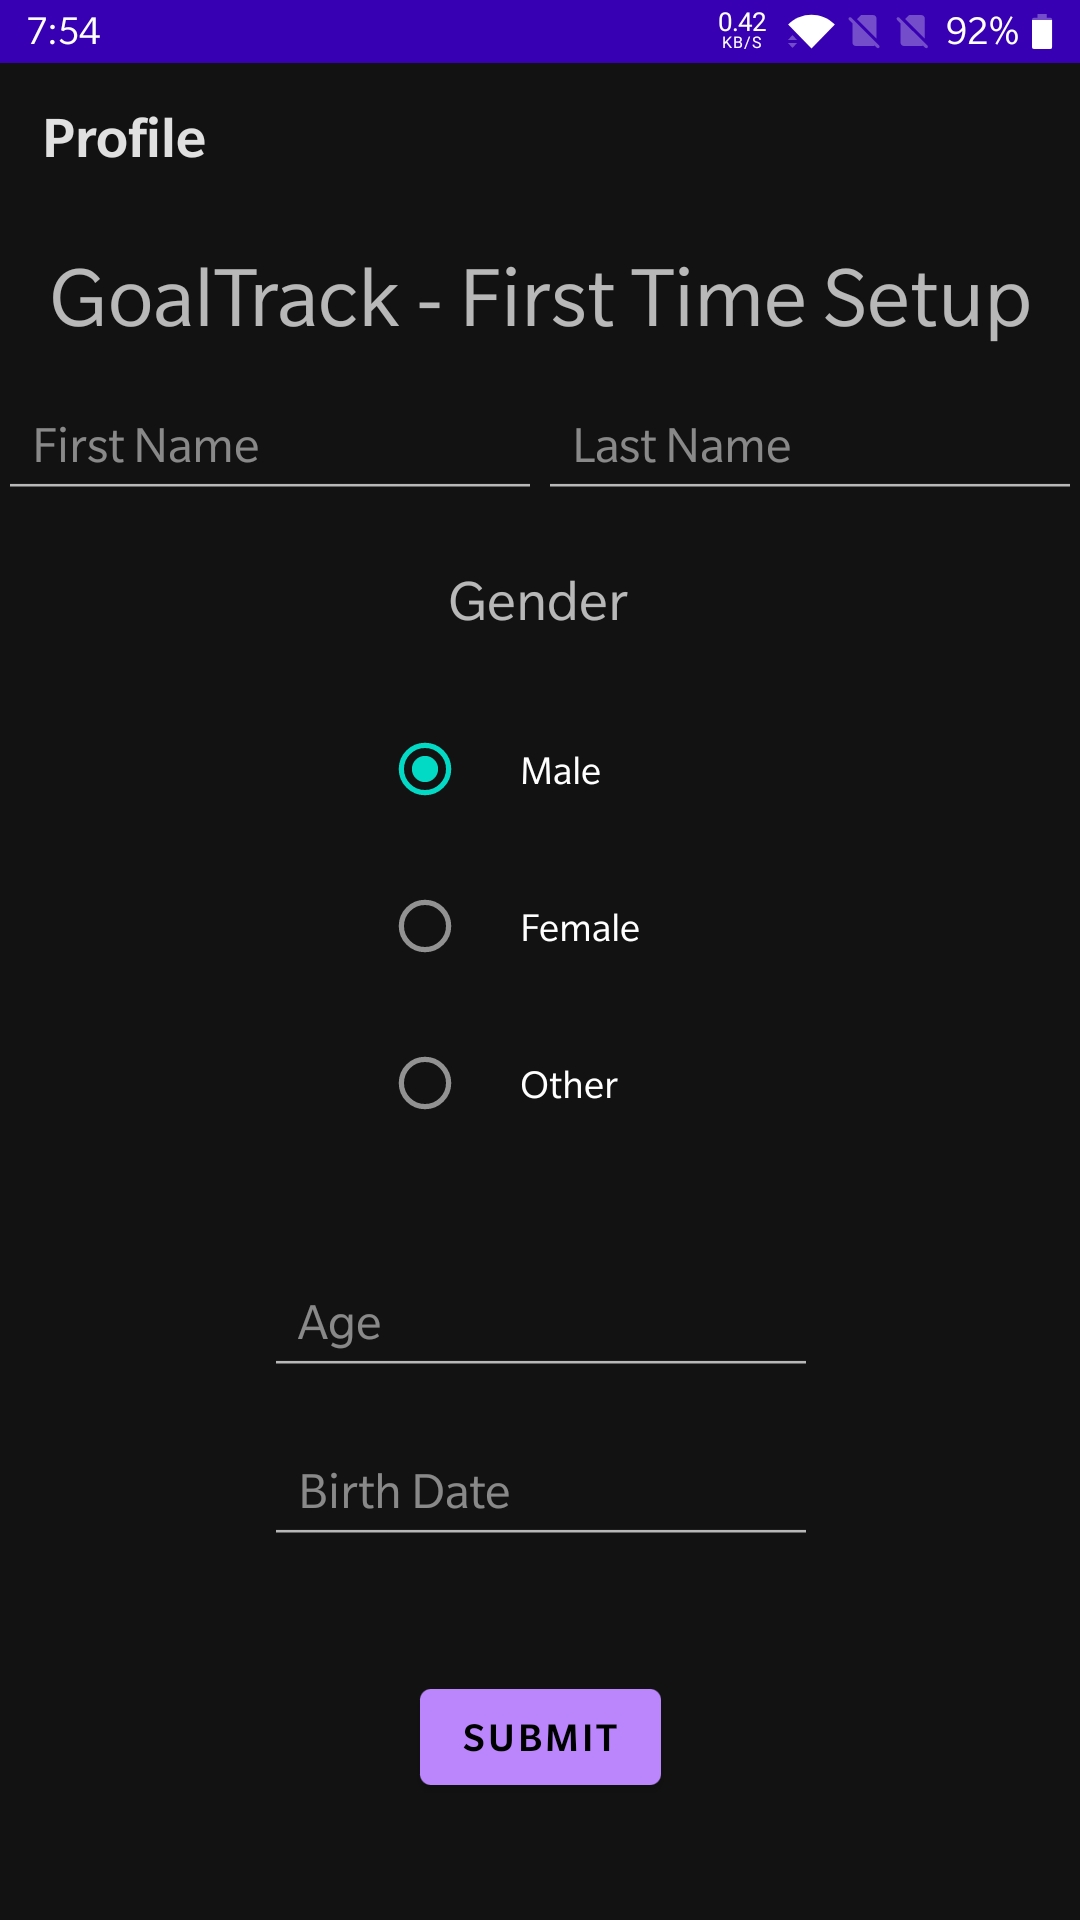 7:54 0.42 KB/S 92%
Profile
GoalTrack - First Time Setup
First Name Last Name
Gender
Male
Female
Other
Age
Birth Date
SUBMIT